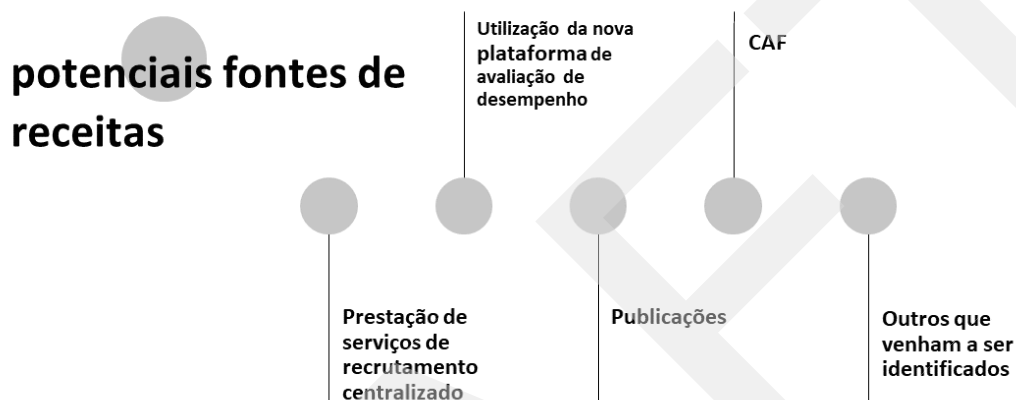 potenciais fontes de
receitas
Utilização da nova
plataforma de
avaliação de
desempenho
CAF
Prestação de
serviços de
recrutamento
centralizado
Publicações
Outros que
venham a ser
identificados